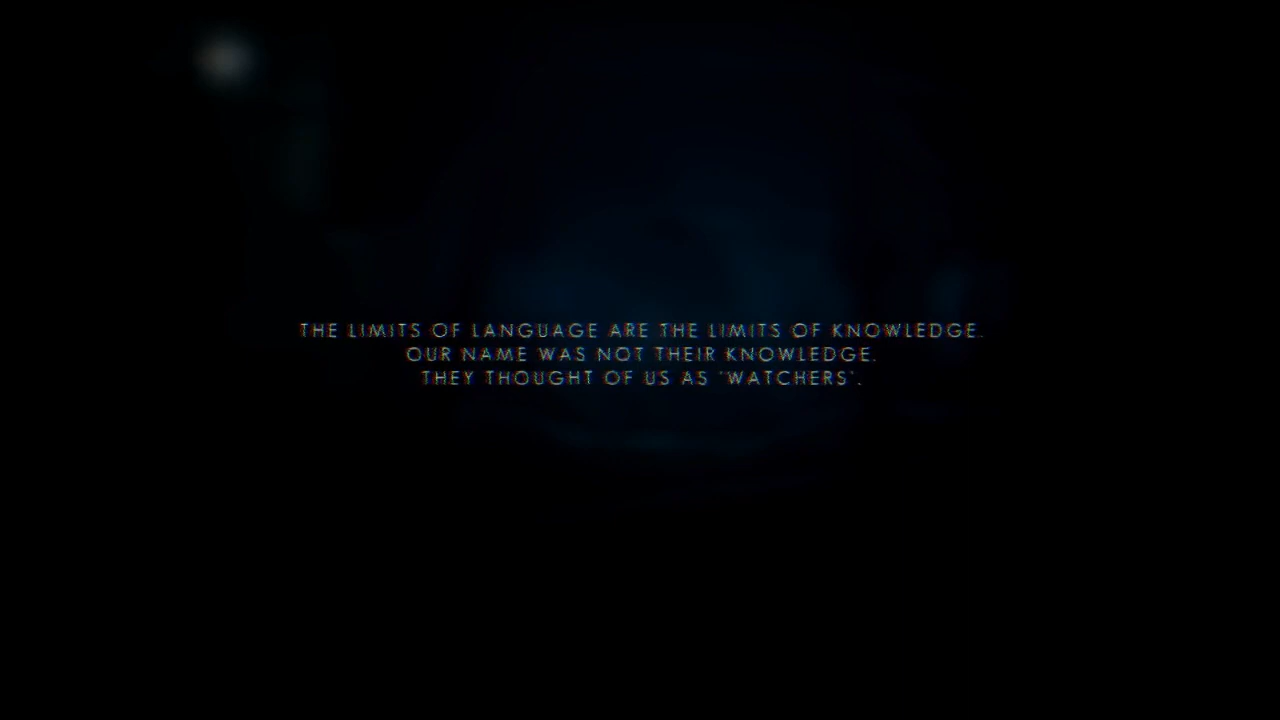 THE LIMITS OF LANGUAGE ARE THE LIMITS OF KNOWLEDGE.
OUR NAME WAS NOT THEIR KNOWLEDGE.
THEY THOUGHT OF US AS "WATCHERS".